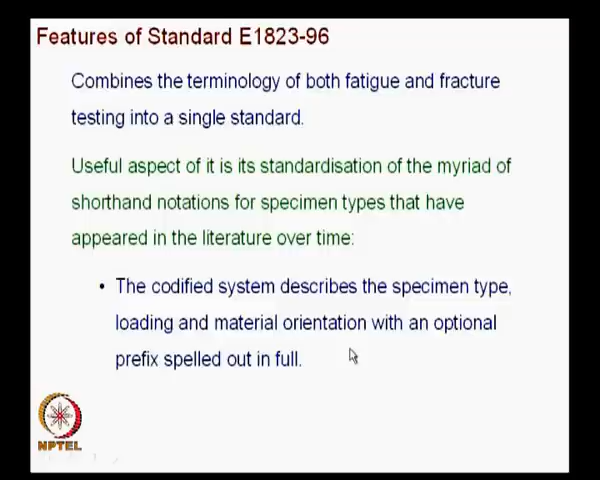 Features of Standard E1823-96
Combines the terminology of both fatigue and fracture
testing into a single standard.
Useful aspect of it is its standardisation of the myriad of
shorthand notations for specimen types that have
appeared in the literature over time:
• The codified system describes the specimen type,
loading and material orientation with an optional
prefix spelled out in full.
NPTEL